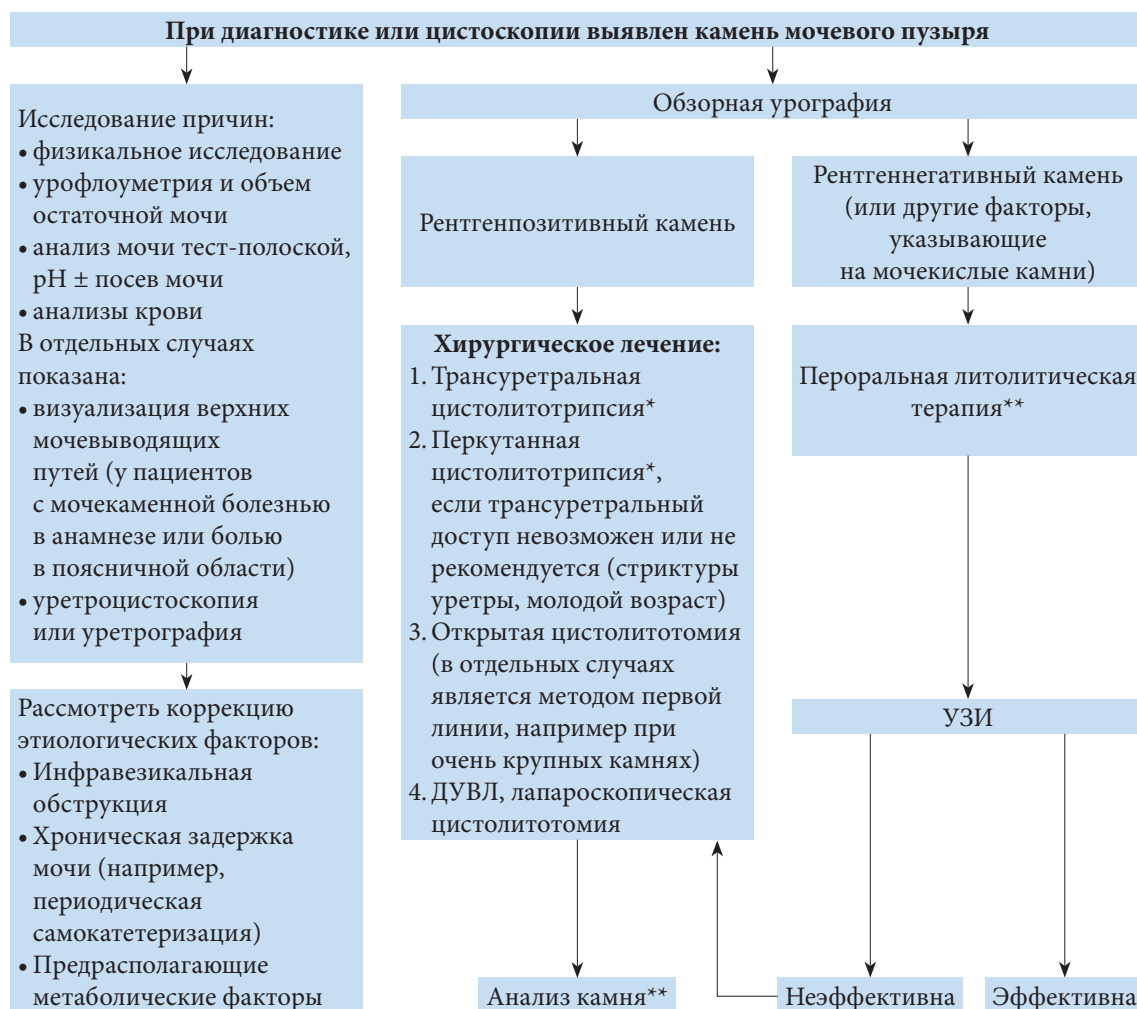 При диагностике или цистоскопии выявлен камень мочевого пузыря
Исследование причин:
• физикальное исследование
• урофлоуметрия и объем
остаточной мочи
• анализ мочи тест-полоской,
pH ± посев мочи
• анализы крови
В отдельных случаях
показана:
• визуализация верхних
мочевыводящих
путей (у пациентов
с мочекаменной болезнью
в анамнезе или болью
в поясничной области)
• уретроцистоскопия
или уретрография
Рассмотреть коррекцию
этиологических факторов:
• Инфравезикальная
обструкция
• Хроническая задержка
мочи (например,
периодическая
самокатетеризация)
• Предрасполагающие
метаболические факторы
Обзорная урография
Рентгенпозитивный камень
Хирургическое лечение:
1. Трансуретральная
цистолитотрипсия*
2. Перкутанная
цистолитотрипсия*,
если трансуретральный
доступ невозможен или не
рекомендуется (стриктуры
уретры, молодой возраст)
3. Открытая цистолитотомия
(в отдельных случаях
является методом первой
линии, например при
очень крупных камнях)
4. ДУВЛ, лапароскопическая
цистолитотомия
Анализ камня**
Рентгеннегативный камень
(или другие факторы,
указывающие
на мочекислые камни)
Пероральная литолитическая
терапия**
УЗИ
Неэффективна
Эффективна